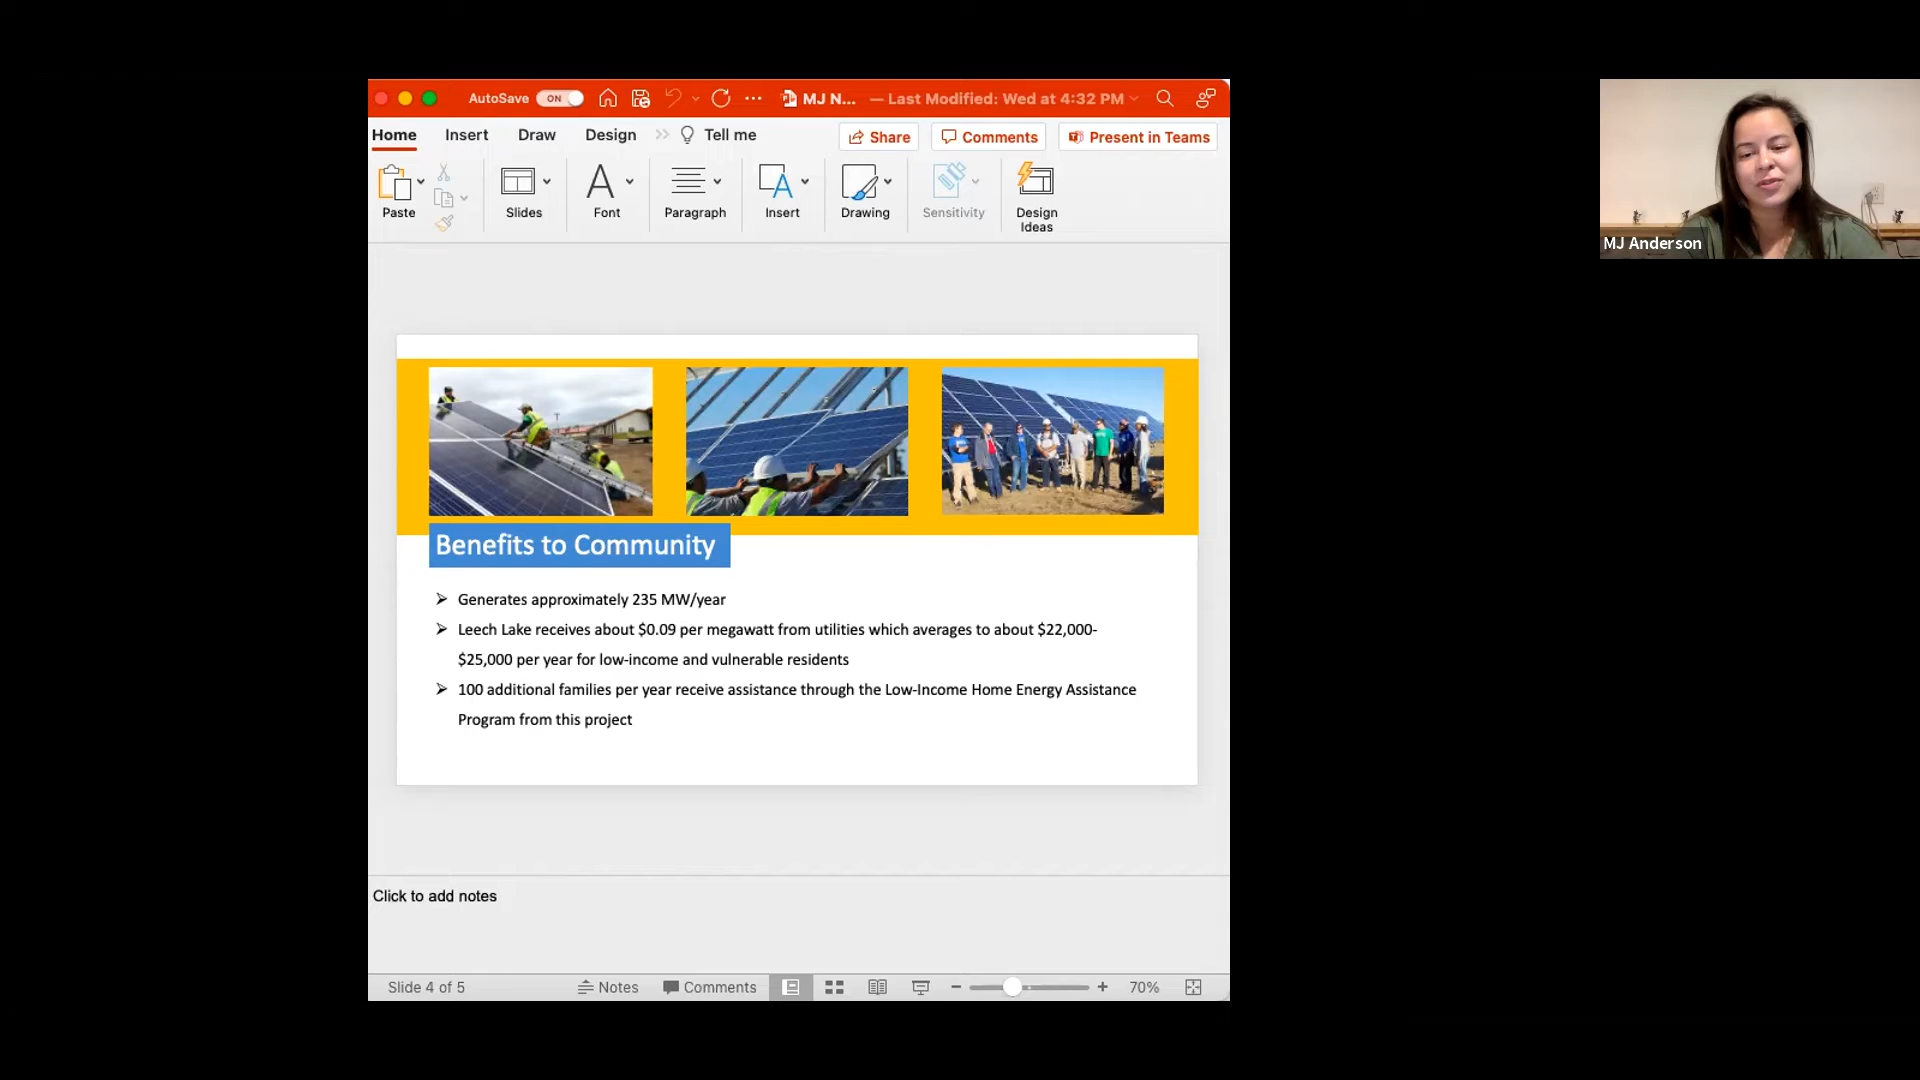 AutoSave ON MJ N... — Last Modified: Wed at 4:32 PM
Home Insert Draw Design Tell me Share Comments Present in Teams
Paste Slides Font Paragraph Insert Drawing Sensitivity Design
Ideas
MJ Anderson
Benefits to Community
Generates approximately 235 MW/year
Leech Lake receives about $0.09 per megawatt from utilities which averages to about $22,000-
$25,000 per year for low-income and vulnerable residents
100 additional families per year receive assistance through the Low-Income Home Energy Assistance
Program from this project
Click to add notes
Slide 4 of 5 Notes Comments 70%